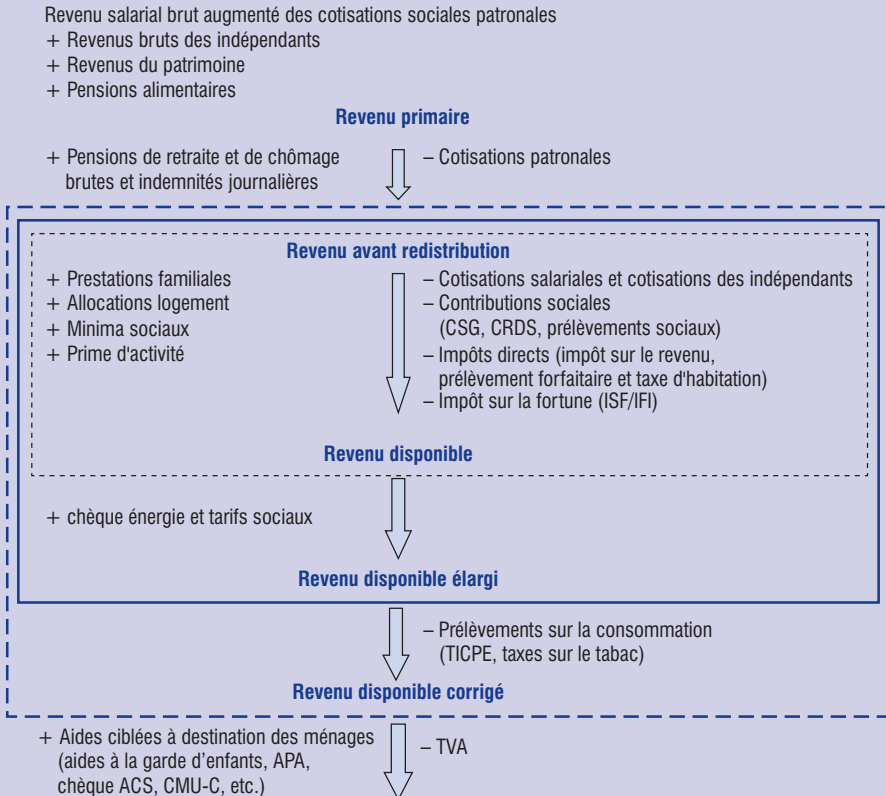 Revenu salarial brut augmenté des cotisations sociales patronales
+ Revenus bruts des indépendants
+ Revenus du patrimoine
+ Pensions alimentaires
Revenu primaire
+ Pensions de retraite et de chômage
brutes et indemnités journalières
– Cotisations patronales
Revenu avant redistribution
+ Prestations familiales
+ Allocations logement
+ Minima sociaux
+ Prime d'activité
– Cotisations salariales et cotisations des indépendants
– Contributions sociales
(CSG, CRDS, prélèvements sociaux)
– Impôts directs (impôt sur le revenu,
prélèvement forfaitaire et taxe d'habitation)
– Impôt sur la fortune (ISF/IFI)
Revenu disponible
+ chèque énergie et tarifs sociaux
Revenu disponible élargi
– Prélèvements sur la consommation
(TICPE, taxes sur le tabac)
Revenu disponible corrigé
+ Aides ciblées à destination des ménages
(aides à la garde d'enfants, APA,
chèque ACS, CMU-C, etc.)
– TVA